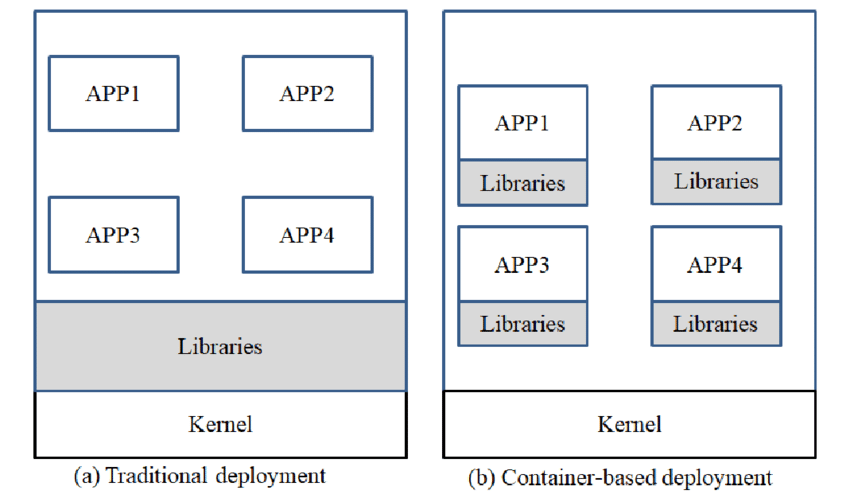 APP1
APP2
APP3
APP4
Libraries
Kernel
(a) Traditional deployment
APP1
Libraries
APP2
Libraries
APP3
Libraries
APP4
Libraries
Kernel
(b) Container-based deployment